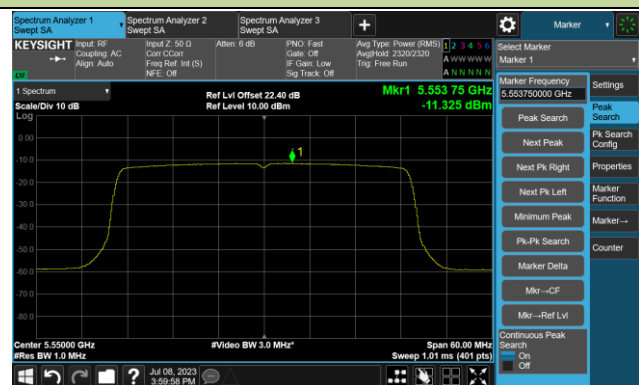 Spectrum Analyzer 1
Swept SA
Spectrum Analyzer 2
Swept SA
Spectrum Analyzer 3
Swept SA
+
Marker
KEYSIGHT
Input: RF
Coupling: AC
Align: Auto
Input Z: 50 Ω
Corr CCorr
Freq Ref: Int (S)
NFE: Off
Atten: 6 dB
PNO: Fast
Gate: Off
IF Gain: Low
Sig Track: Off
Avg Type: Power (RMS)
Avg|Hold: 2320/2320
Trig: Free Run
1 2 3 4 5 6
A W W W W W
A N N N N N
LW
Select Marker
Marker 1
1 Spectrum
Scale/Div 10 dB
Log
Ref Lvl Offset 22.40 dB
Ref Level 10.00 dBm
Mkr1 5.553 75 GHz
-11.325 dBm
0.00
-10.0
-20.0
-30.0
-40.0
-50.0
-60.0
-70.0
-80.0
1
Center 5.55000 GHz
#Res BW 1.0 MHz
#Video BW 3.0 MHz*
Span 60.00 MHz
Sweep 1.01 ms (401 pts)
Marker Frequency
5.553750000 GHz
Peak Search
Next Peak
Next Pk Right
Next Pk Left
Minimum Peak
Pk-Pk Search
Marker Delta
Mkr→CF
Mkr→Ref Lvl
Continuous Peak
Search
On
Off
Settings
Peak
Search
Pk Search
Config
Properties
Marker
Function
Marker→
Counter
?
Jul 08, 2023
3:59:58 PM